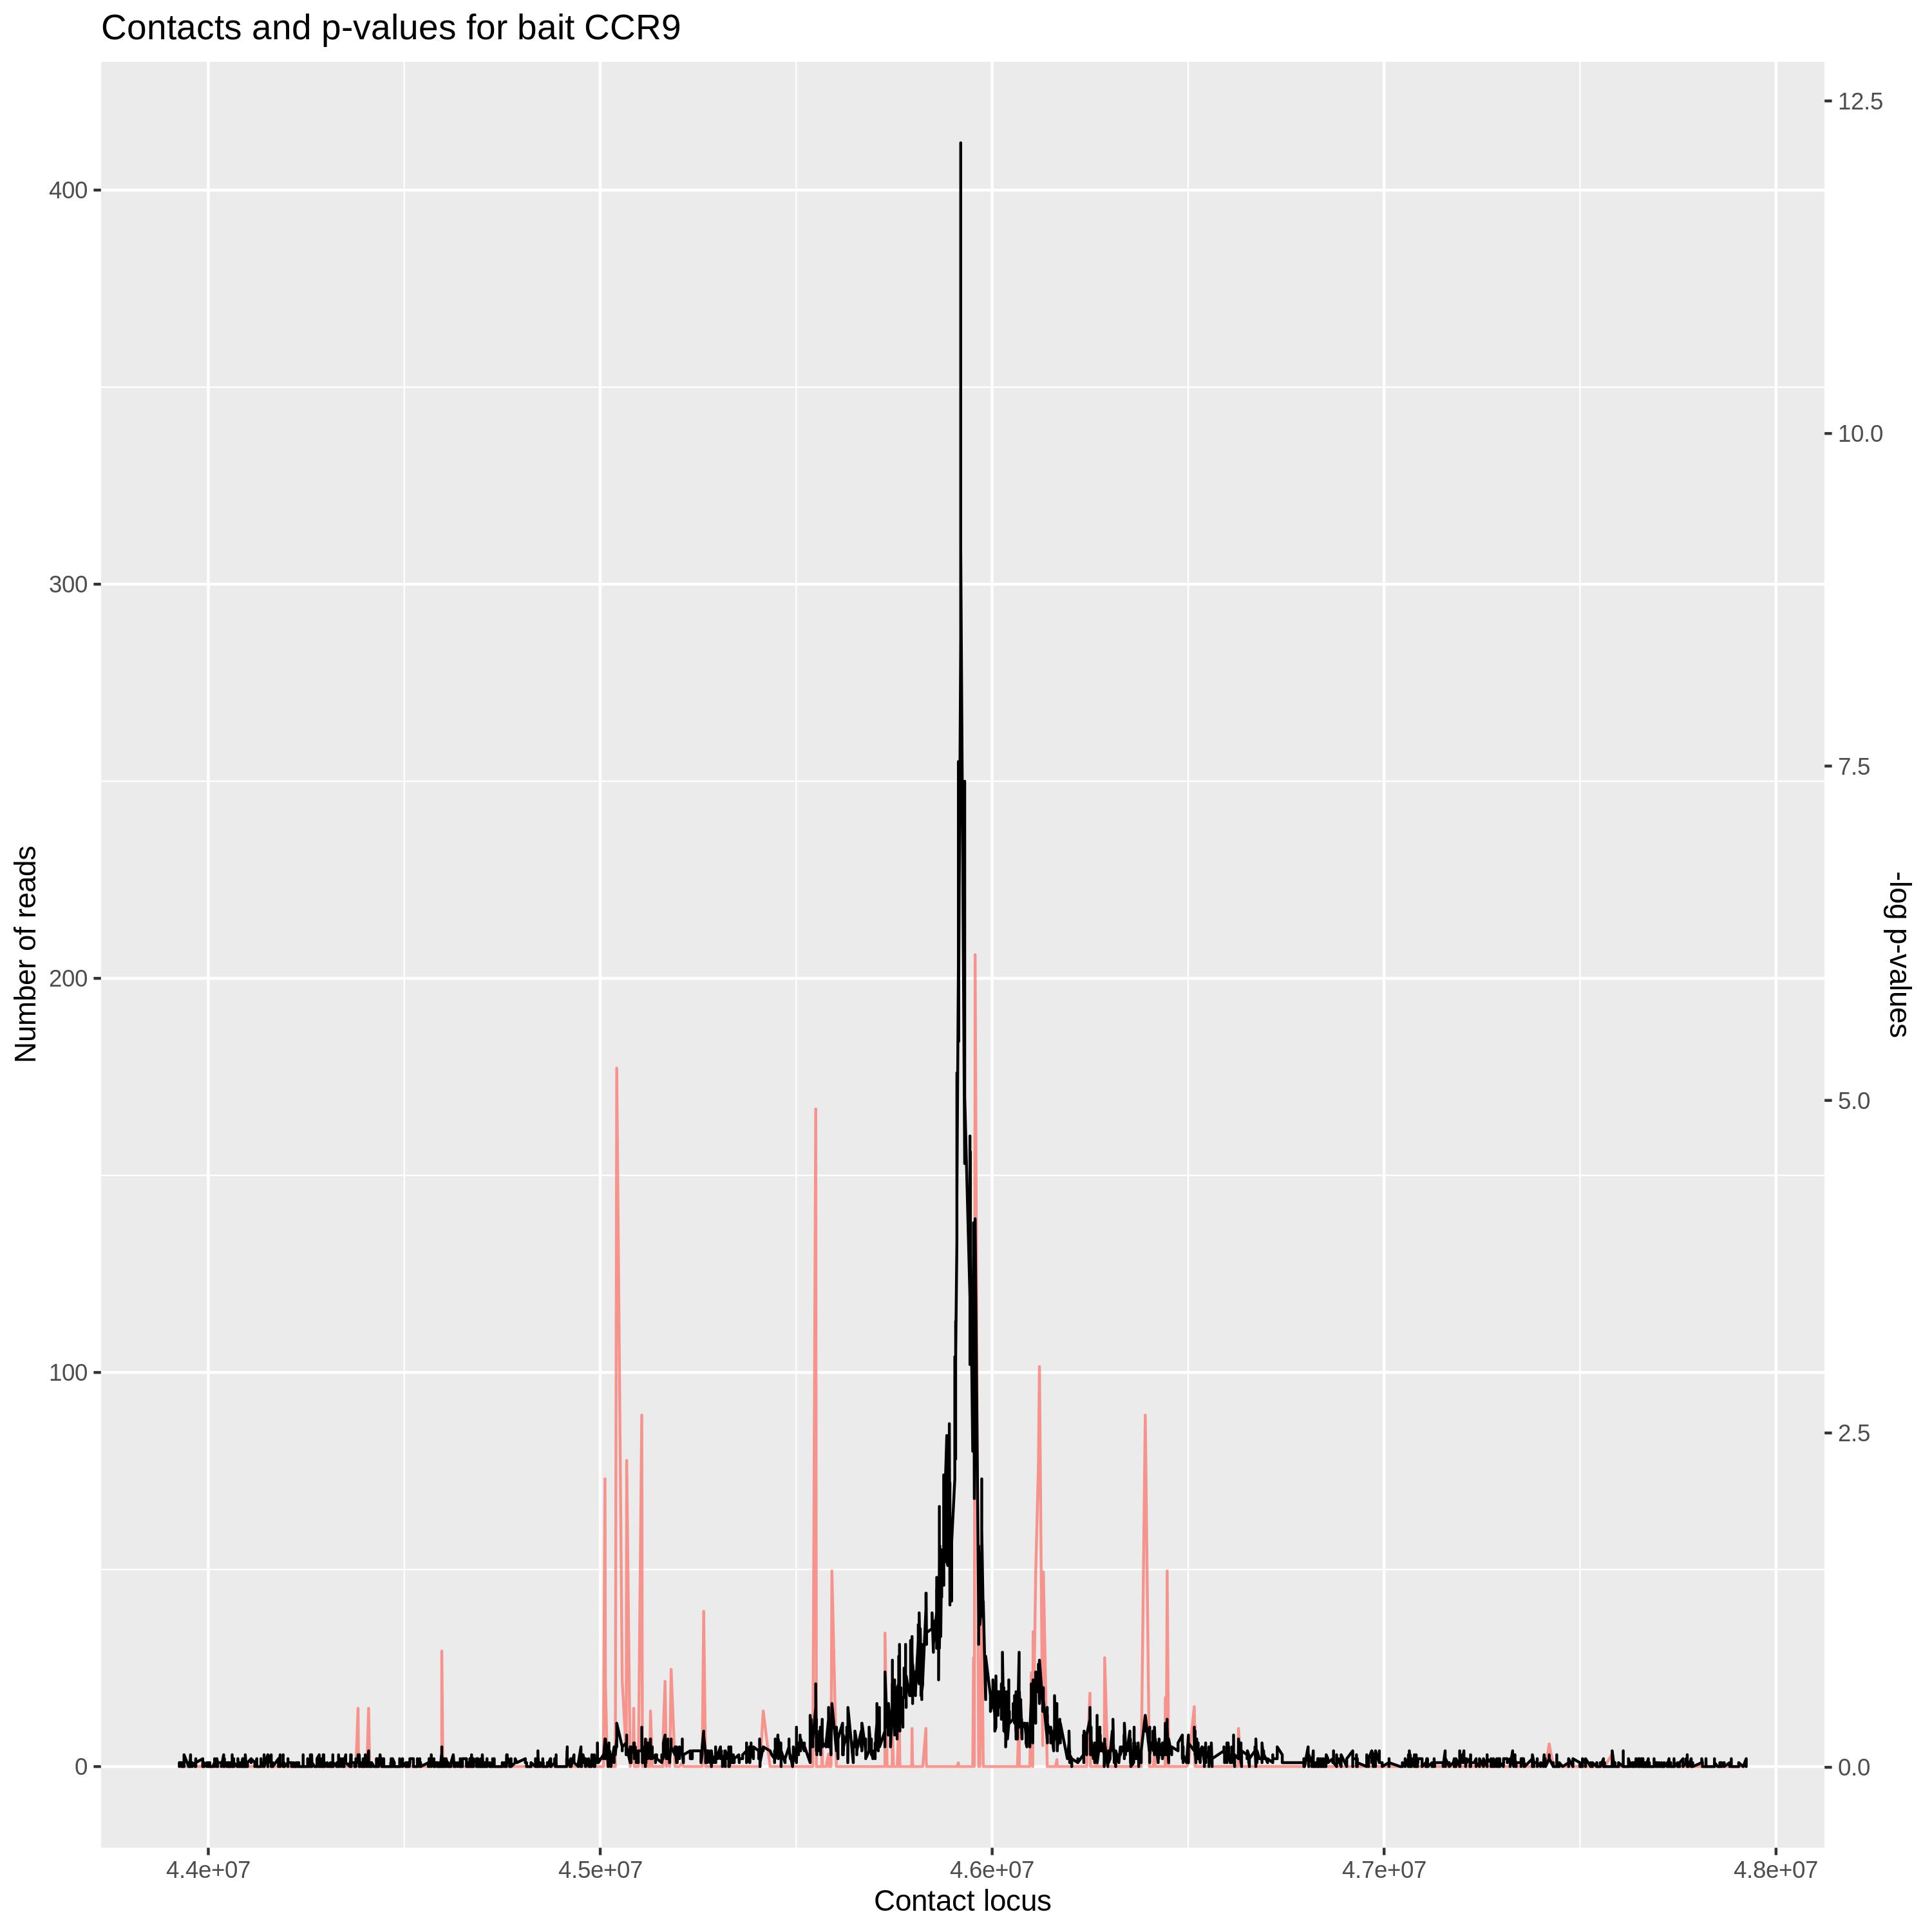 Contacts and p-values for bait CCR9
Number of reads
400
300
200
100
0
12.5
10.0
7.5
5.0
2.5
0.0
-log p-values
4.4e+07 4.5e+07 4.6e+07 4.7e+07 4.8e+07
Contact locus